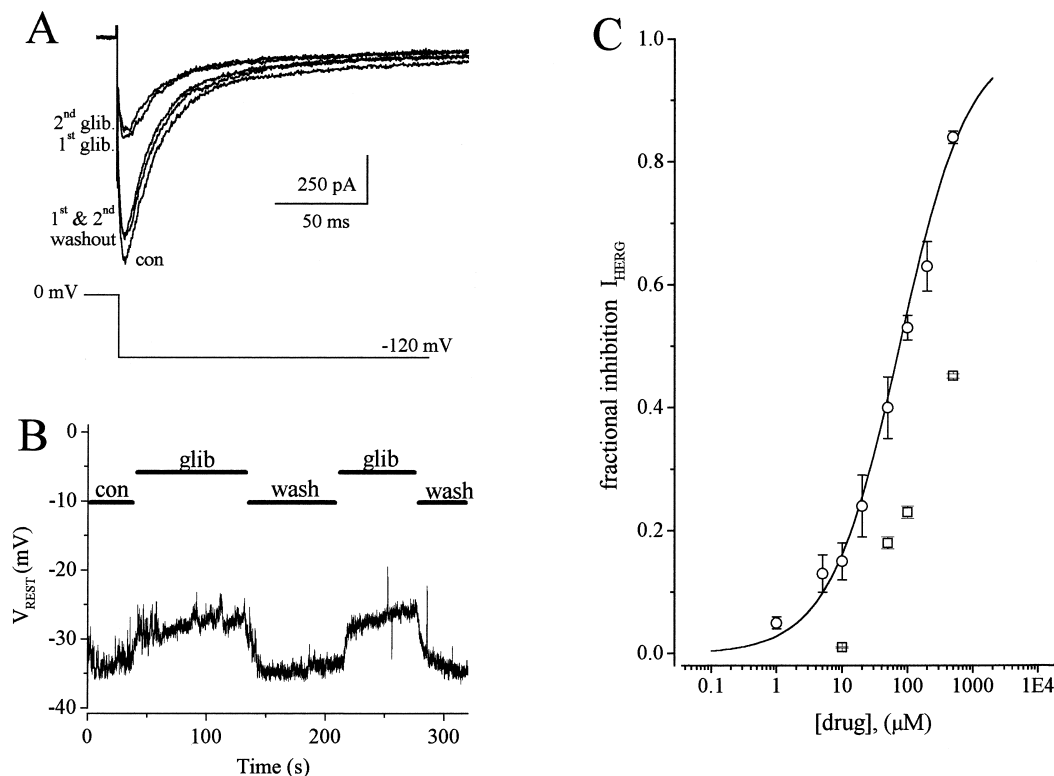 A
2nd glib.
1st glib.
250 pA
50 ms
1st & 2nd
washout
con
0 mV
-120 mV
B
0
-10
-20
-30
-40
VREST (mV)
con
glib
wash
glib
wash
0
100
200
300
Time (s)
C
1.0
0.8
0.6
0.4
0.2
0.0
fractional inhibition IHERG
0.1
1
10
100
1000
1E4
[drug], (μM)